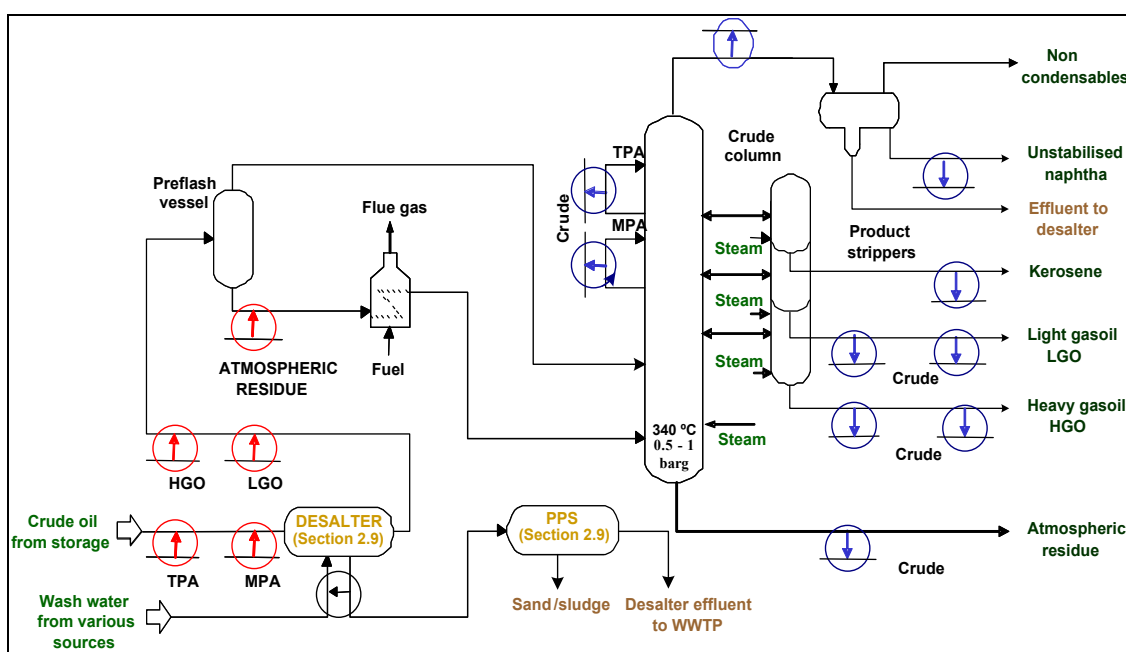 Non
condensables
TPA
Crude
column
Unstabilised
naphtha
Preflash
vessel
Flue gas
Crude
MPA
Effluent to
desalter
Steam
Product
strippers
Kerosene
Steam
Light gasoil
LGO
ATMOSPHERIC
RESIDUE
Fuel
Steam
Crude
Heavy gasoil
HGO
340 ºC
0.5 - 1
barg
Steam
Crude
HGO
LGO
Crude oil
from storage
DESALTER
(Section 2.9)
PPS
(Section 2.9)
Atmospheric
residue
Crude
TPA
MPA
Wash water
from various
sources
Sand/sludge
Desalter effluent
to WWTP